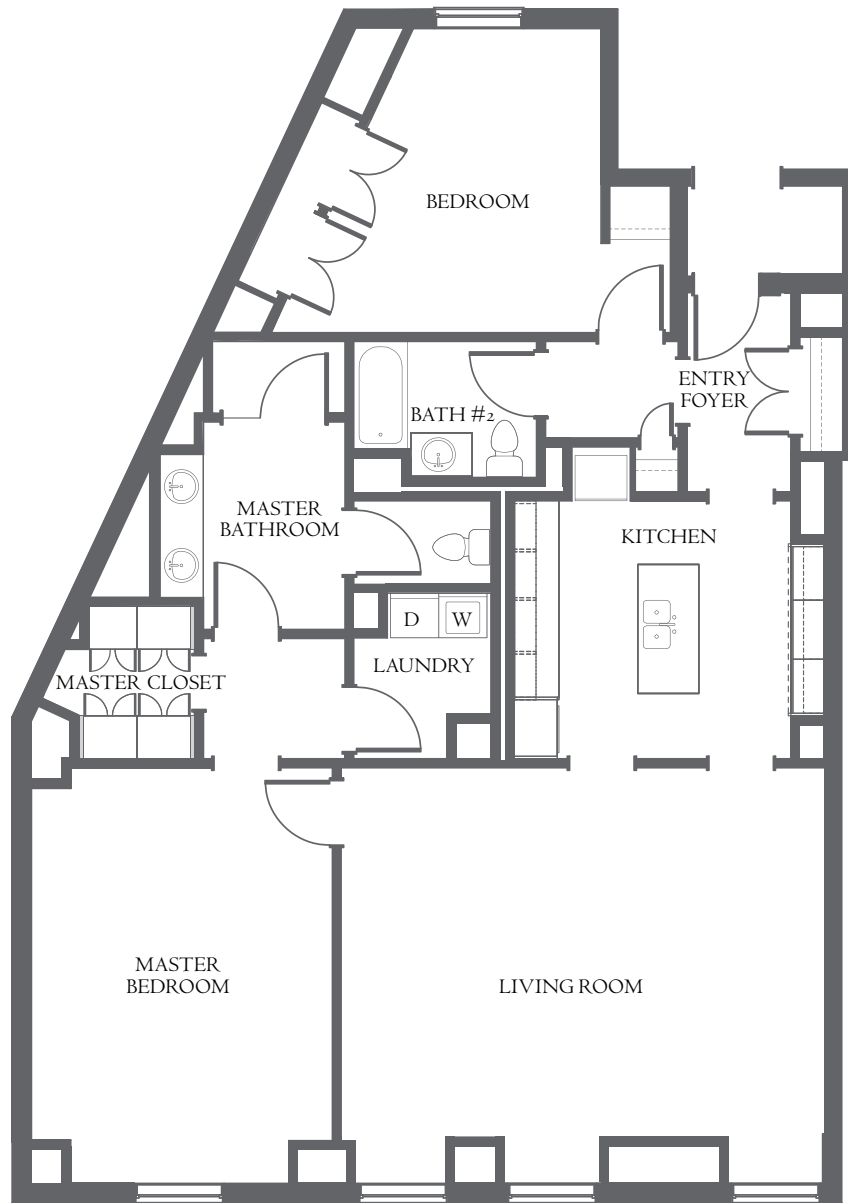 BEDROOM
ENTRY
FOYER
BATH #2
MASTER
BATHROOM
KITCHEN
D W
LAUNDRY
MASTER CLOSET
MASTER
BEDROOM
LIVING ROOM